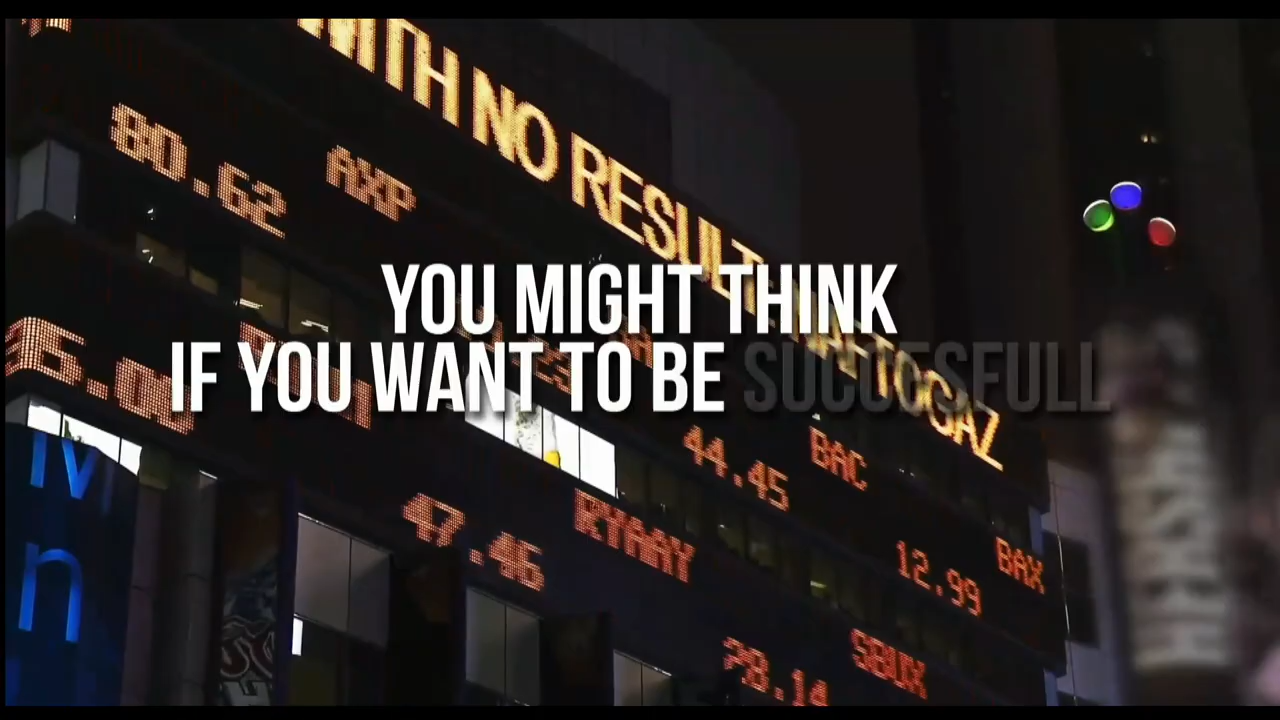 WITH NO RESULT
NAFTOGAZ
80.62 AXP
YOU MIGHT THINK
IF YOU WANT TO BE SUCCESFULL
44.45 BAC
47.46 RYAAY
12.99 BAX
28.14 SBUX
n